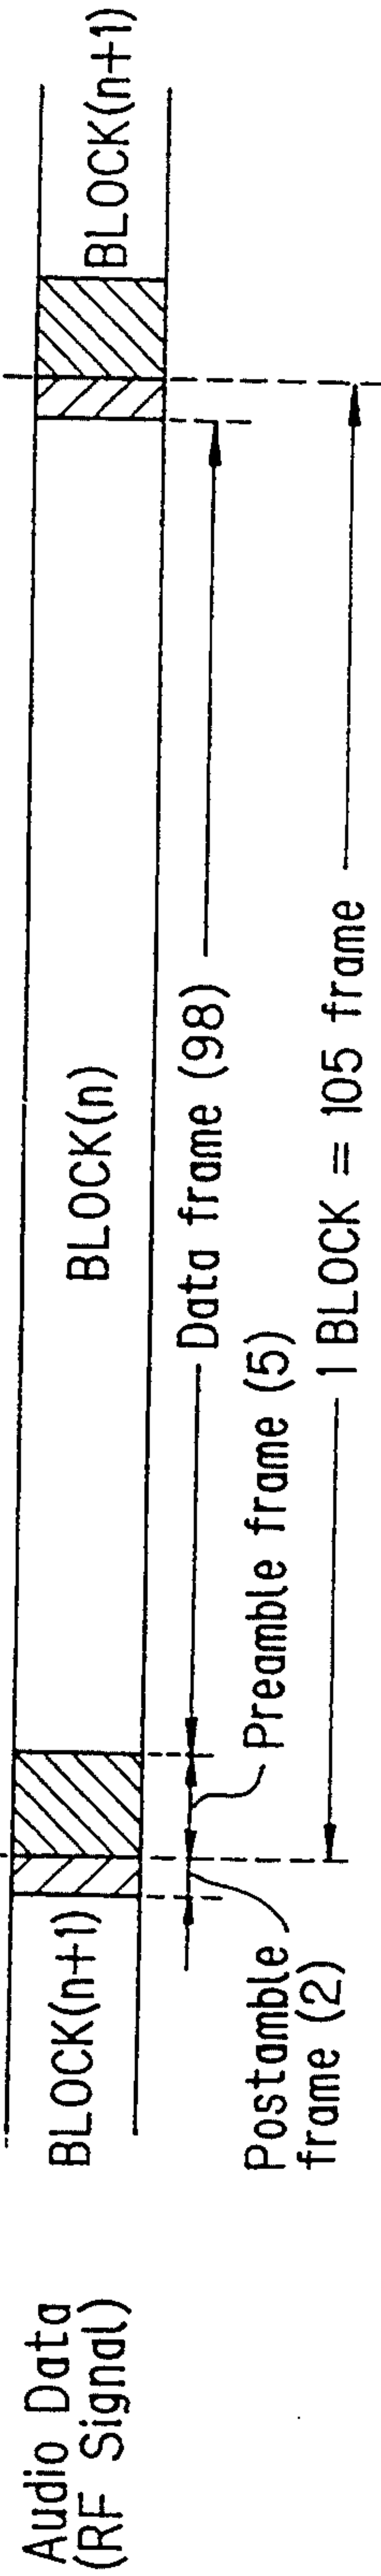 Audio Data
(RF Signal)
BLOCK(n+1)
BLOCK(n)
BLOCK(n+1)
Postamble
frame (2)
Preamble frame (5)
Data frame (98)
1 BLOCK = 105 frame